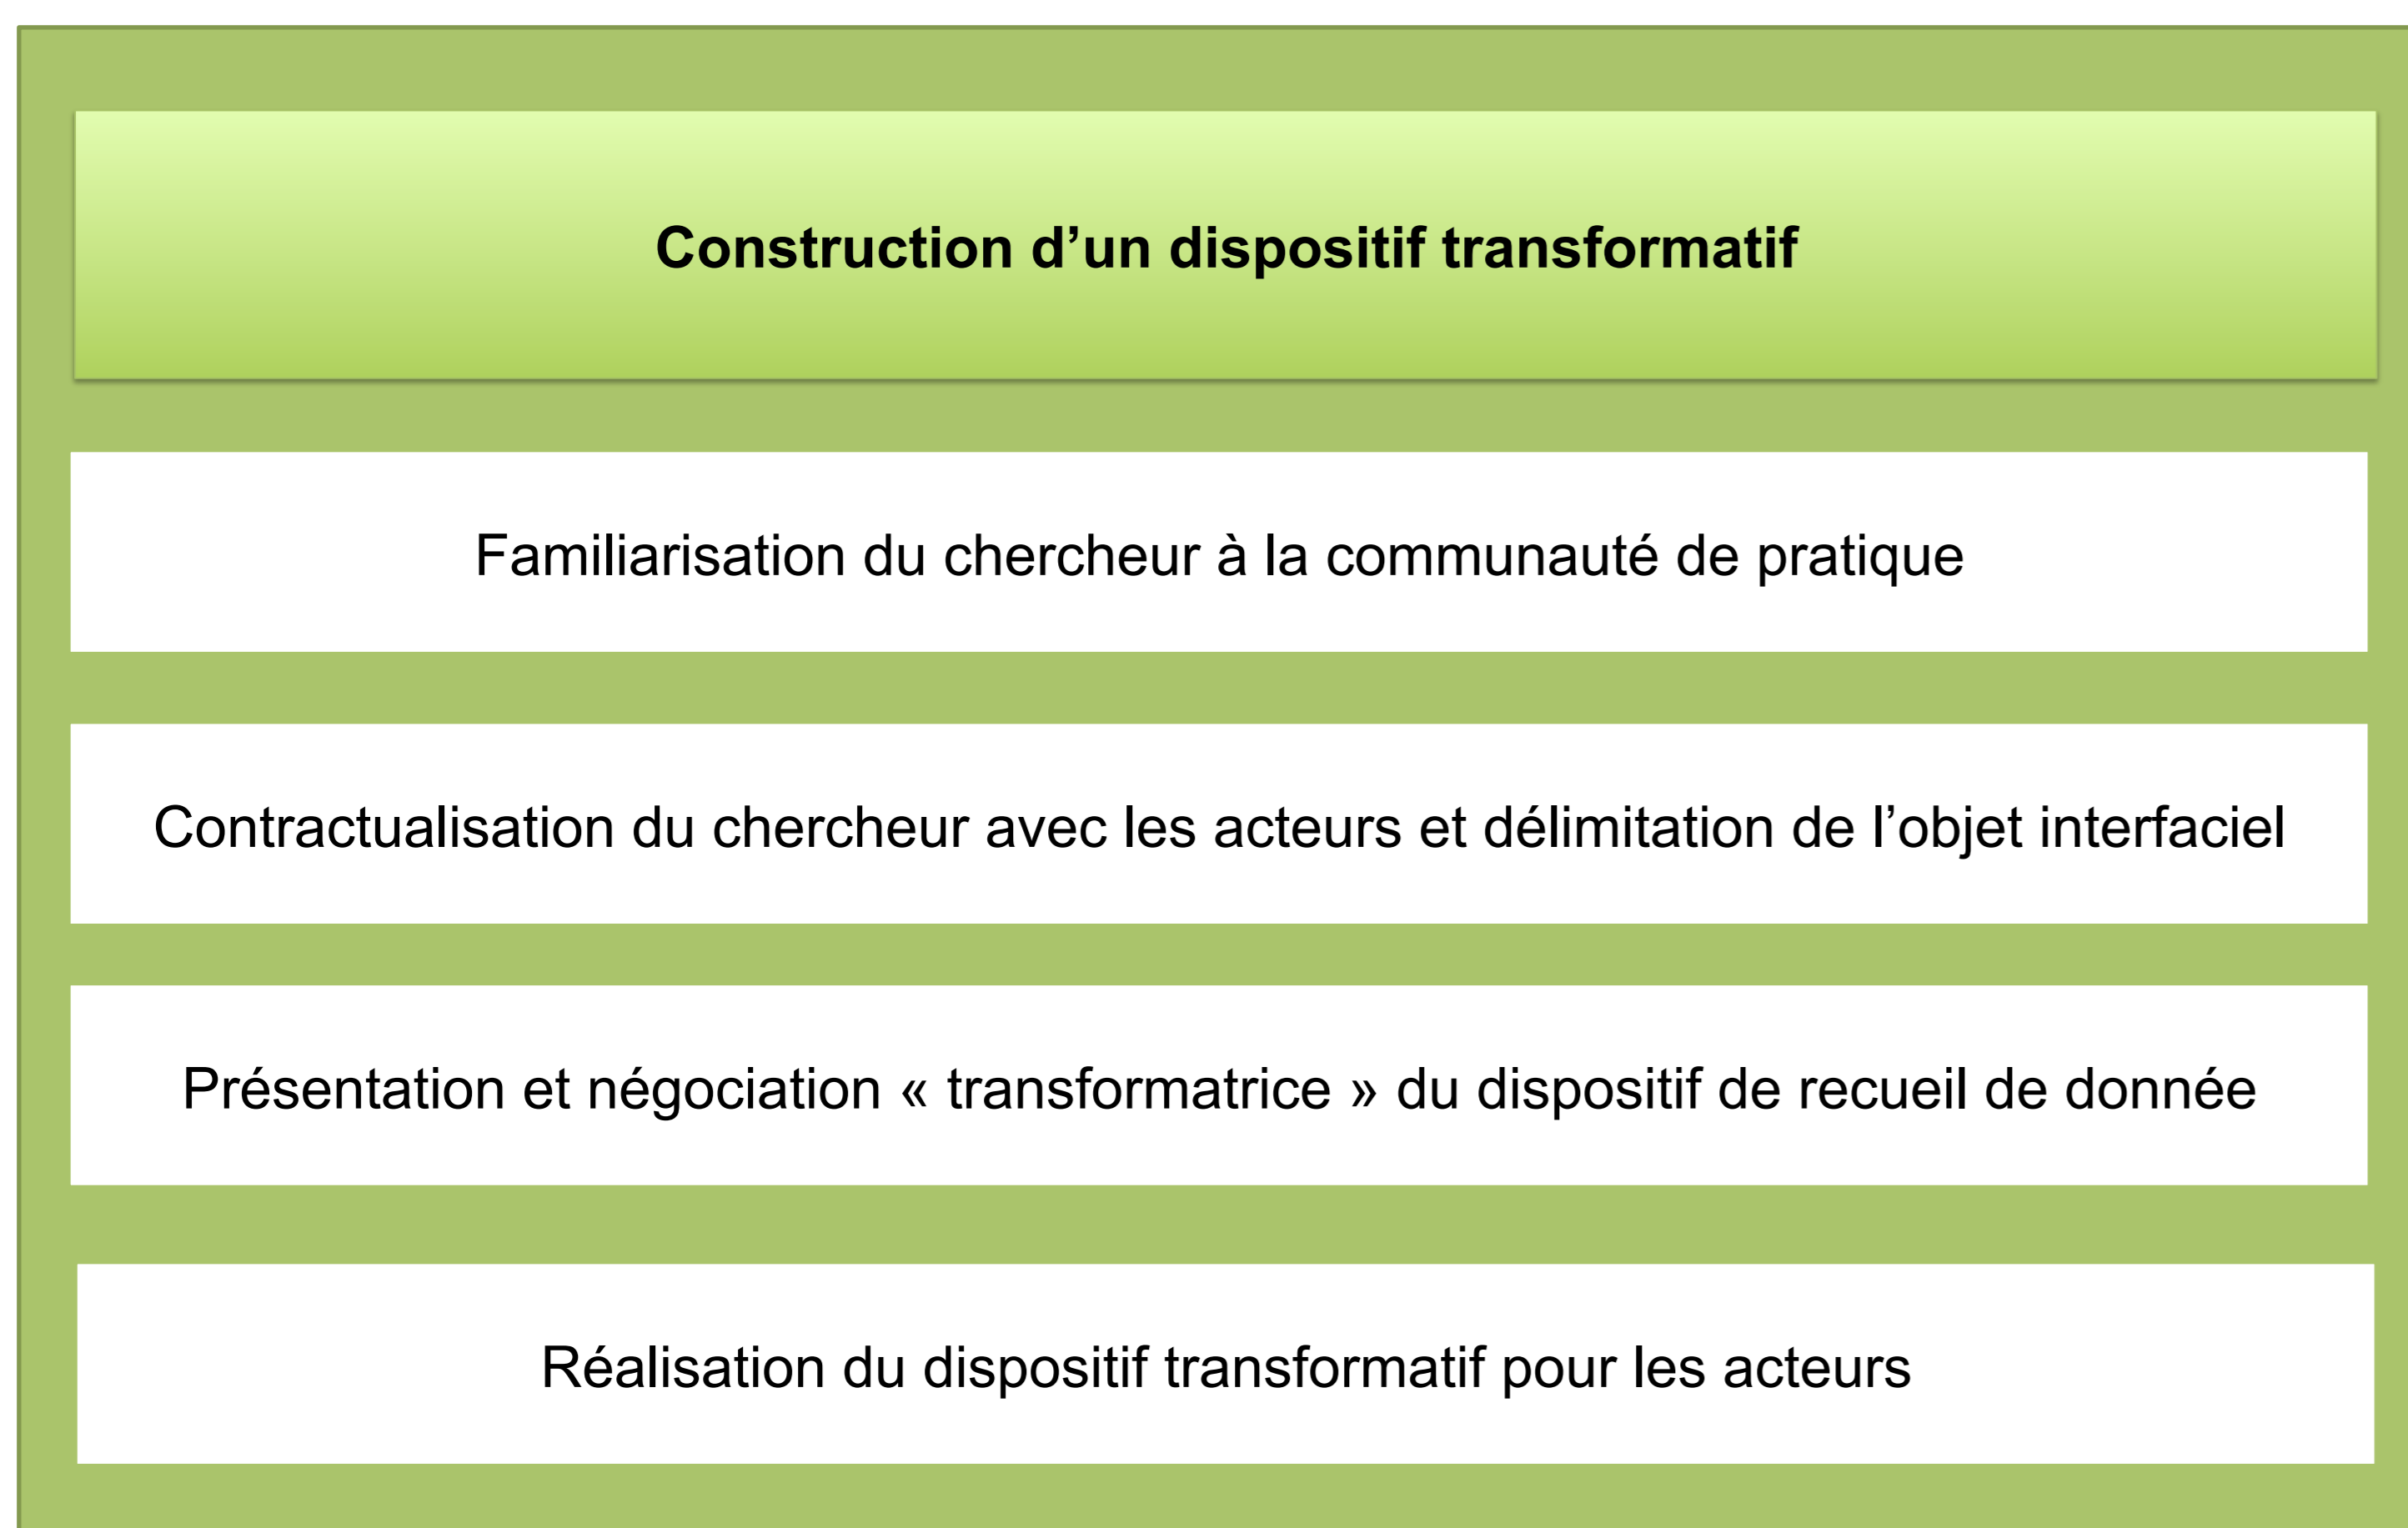 Construction d’un dispositif transformatif
Familiarisation du chercheur à la communauté de pratique
Contractualisation du chercheur avec les acteurs et délimitation de l’objet interfaciel
Présentation et négociation « transformatrice » du dispositif de recueil de donnée
Réalisation du dispositif transformatif pour les acteurs